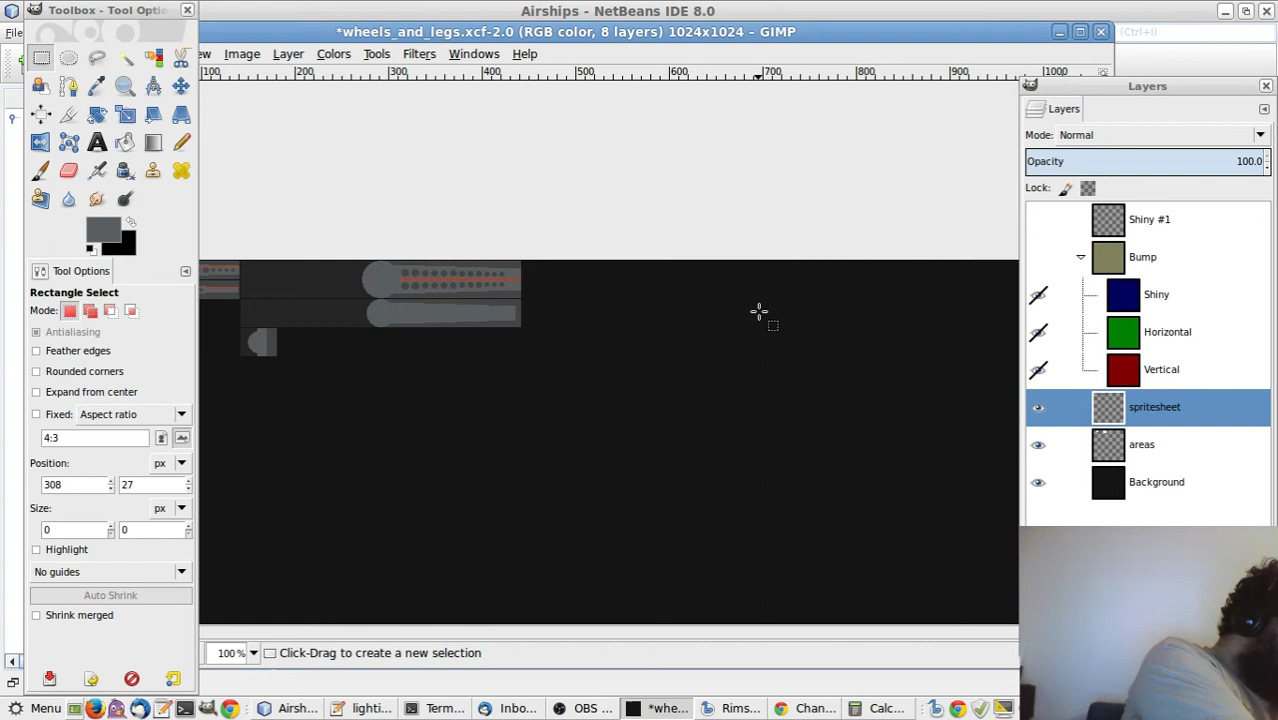 Toolbox - Tool Optio
Airships - NetBeans IDE 8.0
Fil
*wheels_and_legs.xcf-2.0 (RGB color, 8 layers) 1024x1024 – GIMP
(Ctrl+I)
ew Image Layer Colors Tools Filters Windows Help
100 200 300 400 500 600 700 800 900 1000
Layers
Layers
Mode: Normal
Opacity 100.0
Lock:
Shiny #1
Bump
Shiny
Horizontal
Vertical
spritesheet
areas
Background
Tool Options
Rectangle Select
Mode:
Antialiasing
Feather edges
Rounded corners
Expand from center
Fixed: Aspect ratio
4:3
Position: px
308 27
Size: px
0 0
Highlight
No guides
Auto Shrink
Shrink merged
100% Click-Drag to create a new selection
Menu Airsh... lighti... Term... Inbo... OBS ... *whe... Rims... Chan... Calc...